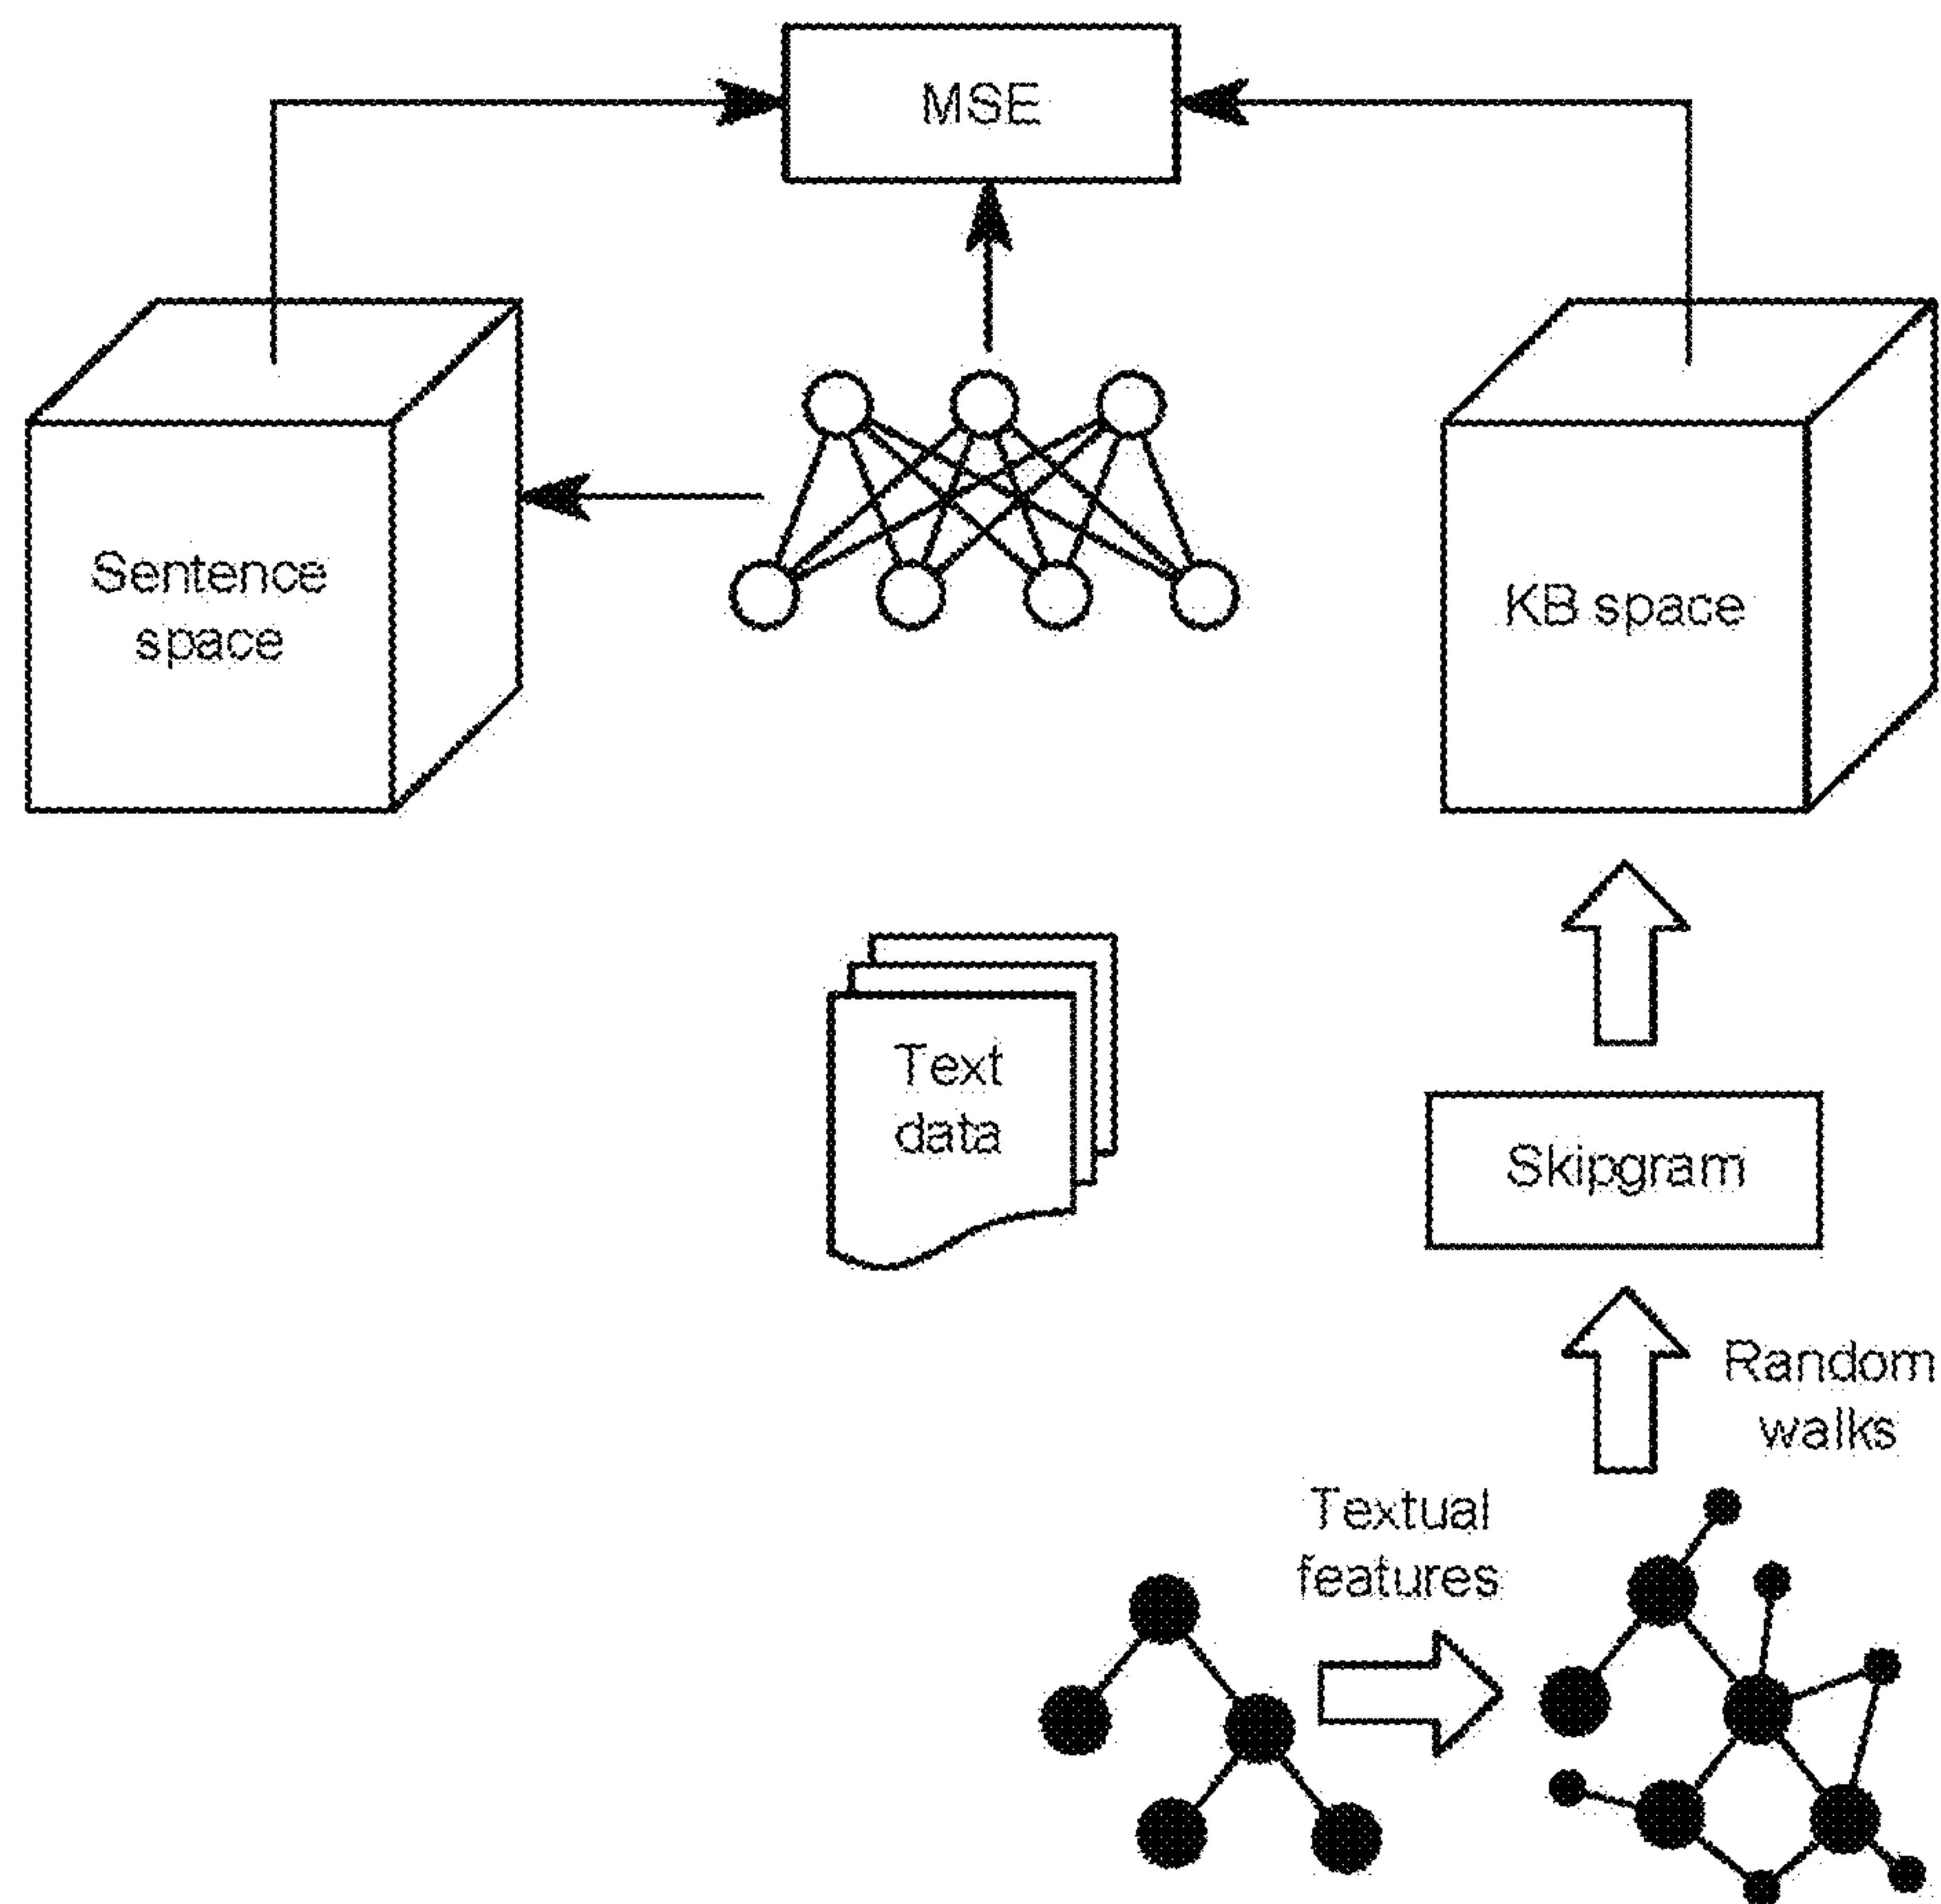 MSE
Sentence
space
KB space
Text
data
Skipgram
Random
walks
Textual
features